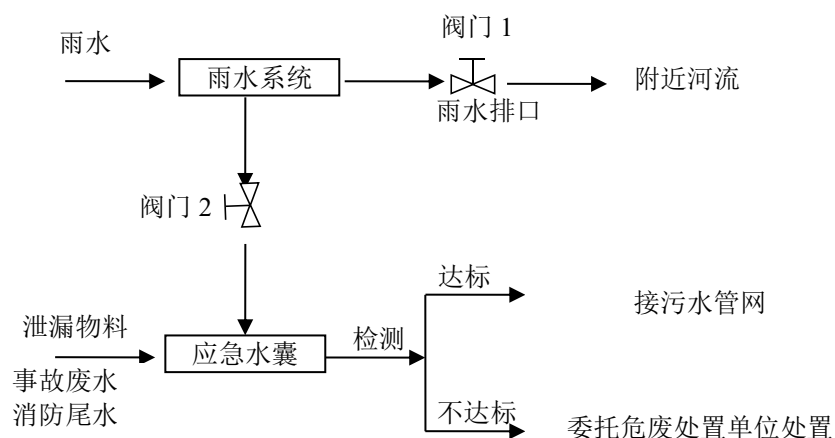 阀门 1
雨水
雨水系统
附近河流
雨水排口
阀门 2
达标
接污水管网
泄漏物料
应急水囊
检测
事故废水
消防尾水
不达标
委托危废处置单位处置